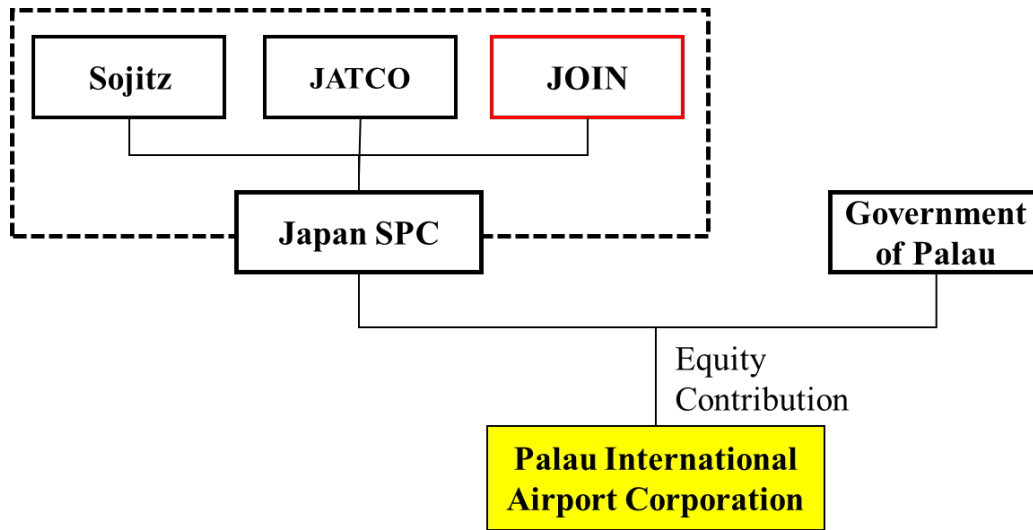 Sojitz
JATCO
JOIN
Japan SPC
Government
of Palau
Equity
Contribution
Palau International
Airport Corporation